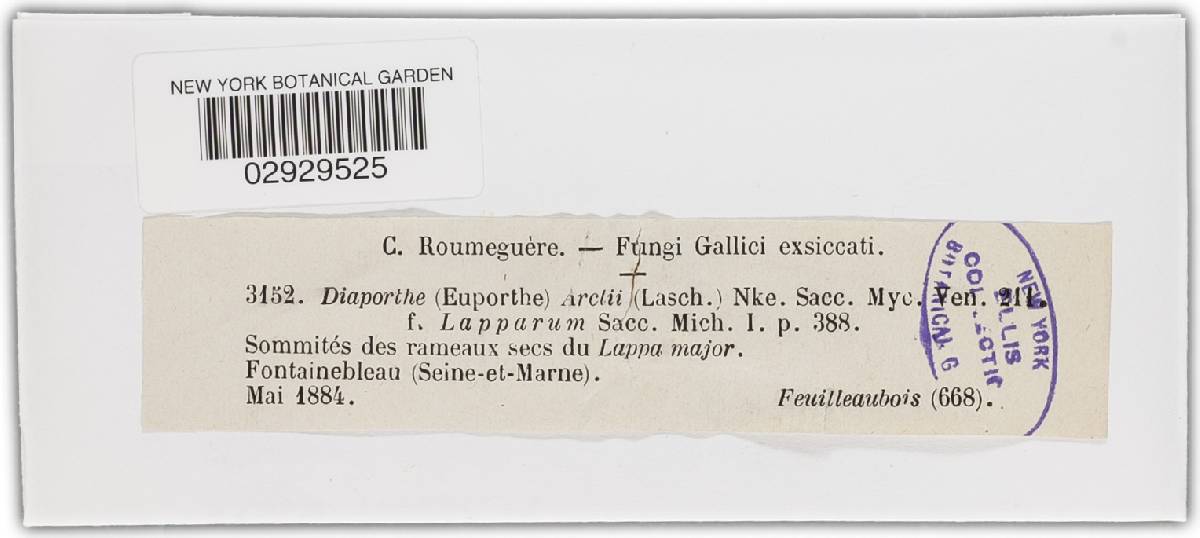 NEW YORK BOTANICAL GARDEN
02929525
C. Roumeguère. — Fungi Gallici exsiccati.
3152. Diaporthe (Euporthe) Arctii (Lasch.) Nke. Sacc. Myc. Ven. 211.
f. Lapparum Sacc. Mich. I. p. 388.
Sommités des rameaux secs du Lappa major.
Fontainebleau (Seine-et-Marne).
Mai 1884.
Feuilleaubois (668).
NEW YORK
ELLIS
COLLECTIO
BOTANICAL G